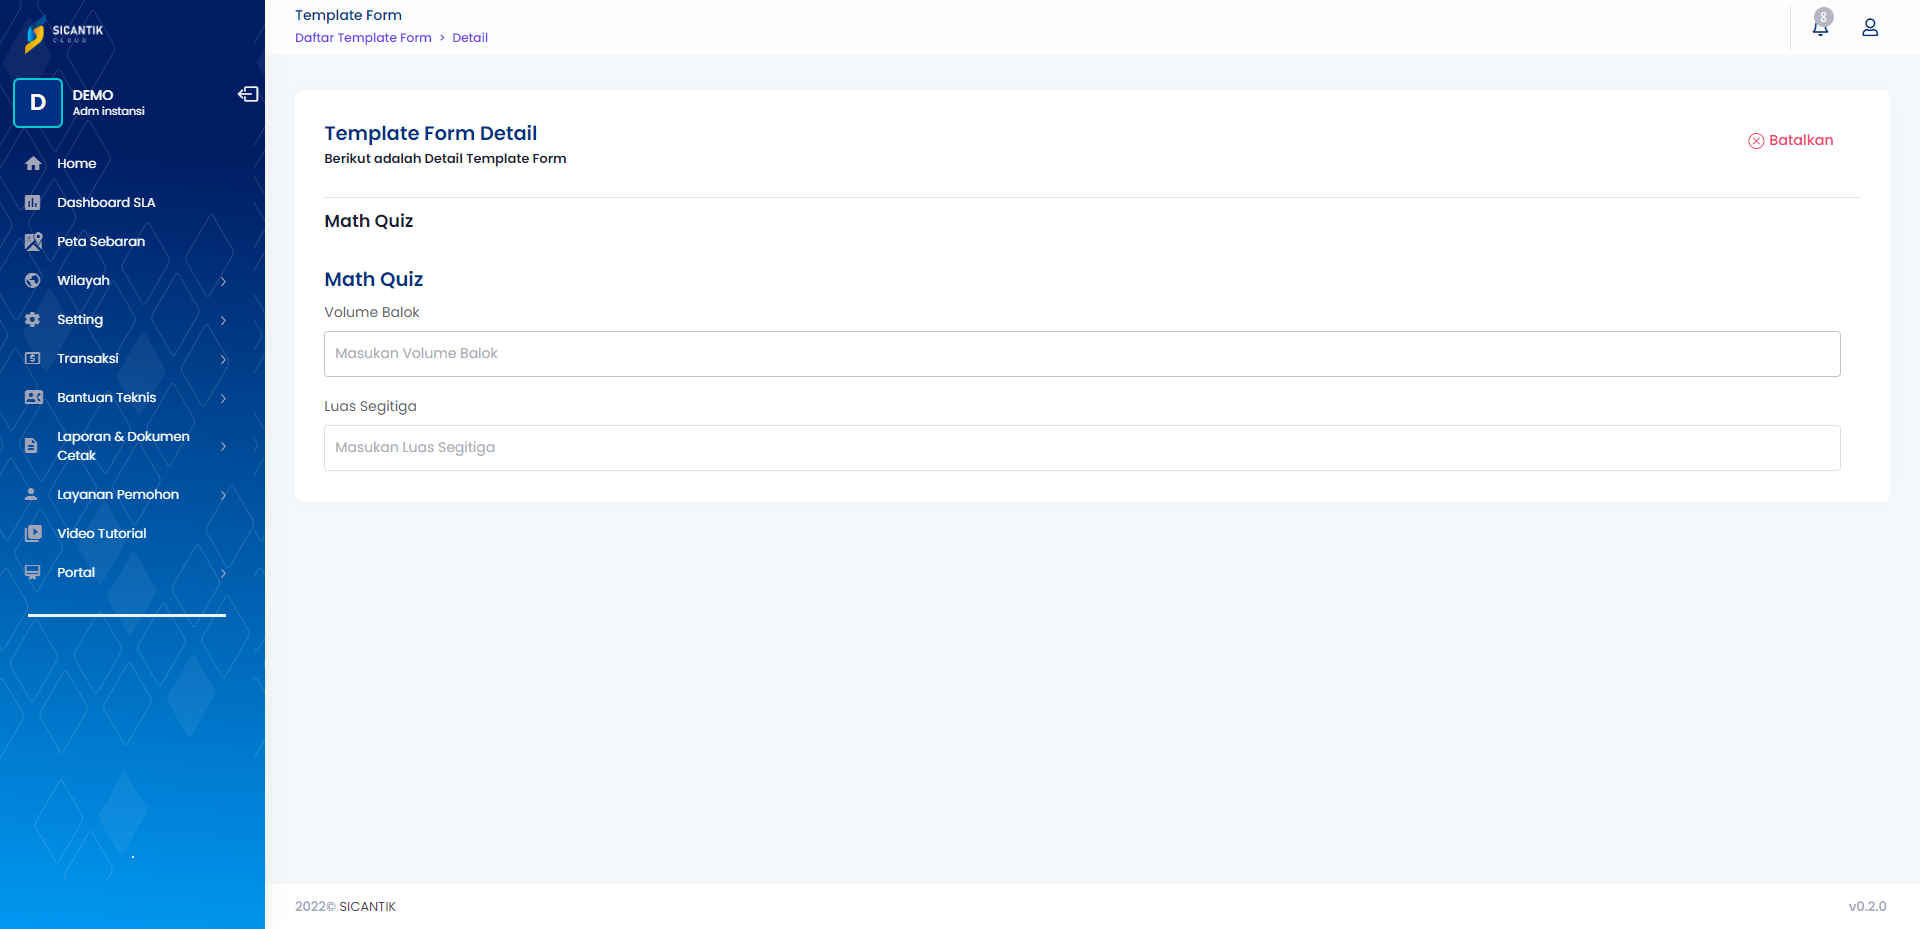 SICANTIK
CLOUD
D
DEMO
Adm instansi
Home
Dashboard SLA
Peta Sebaran
Wilayah
Setting
Transaksi
Bantuan Teknis
Laporan & Dokumen
Cetak
Layanan Pemohon
Video Tutorial
Portal
Template Form
Daftar Template Form > Detail
8
Template Form Detail
Berikut adalah Detail Template Form
Batalkan
Math Quiz
Math Quiz
Volume Balok
Masukan Volume Balok
Luas Segitiga
Masukan Luas Segitiga
2022© SICANTIK
v0.2.0